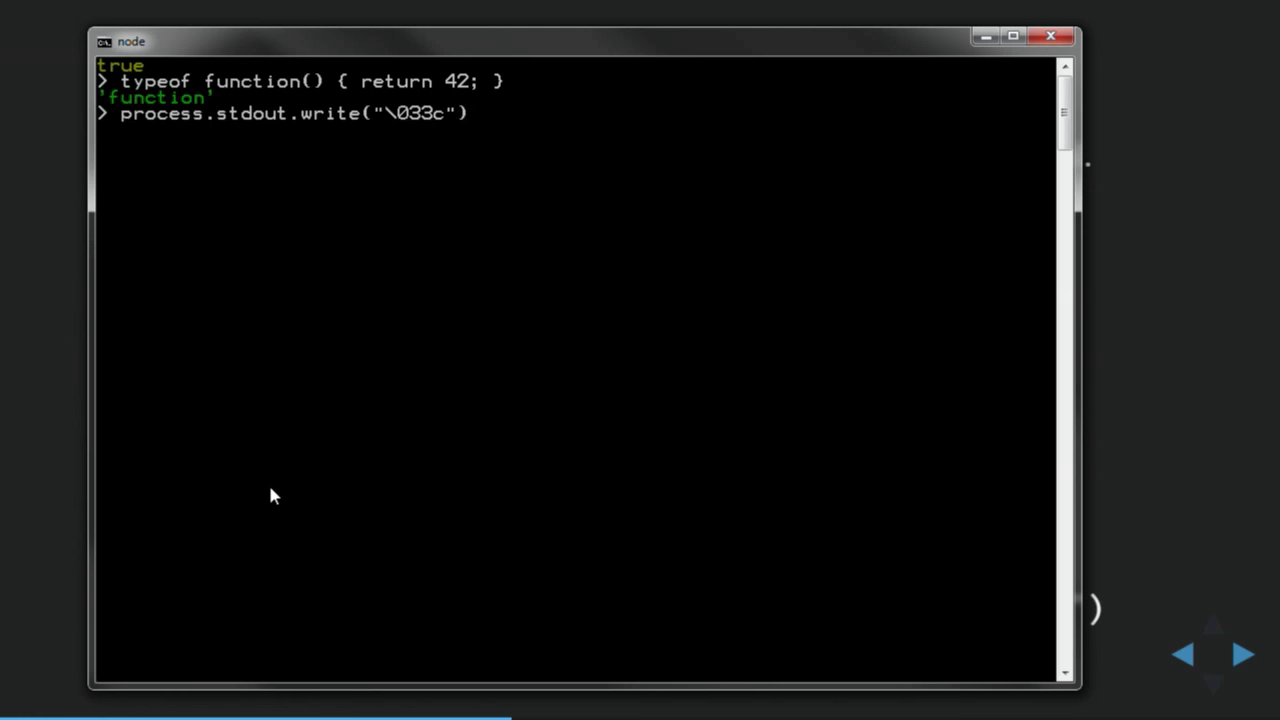 node
true
> typeof function() { return 42; }
'function'
> process.stdout.write("\033c")
)